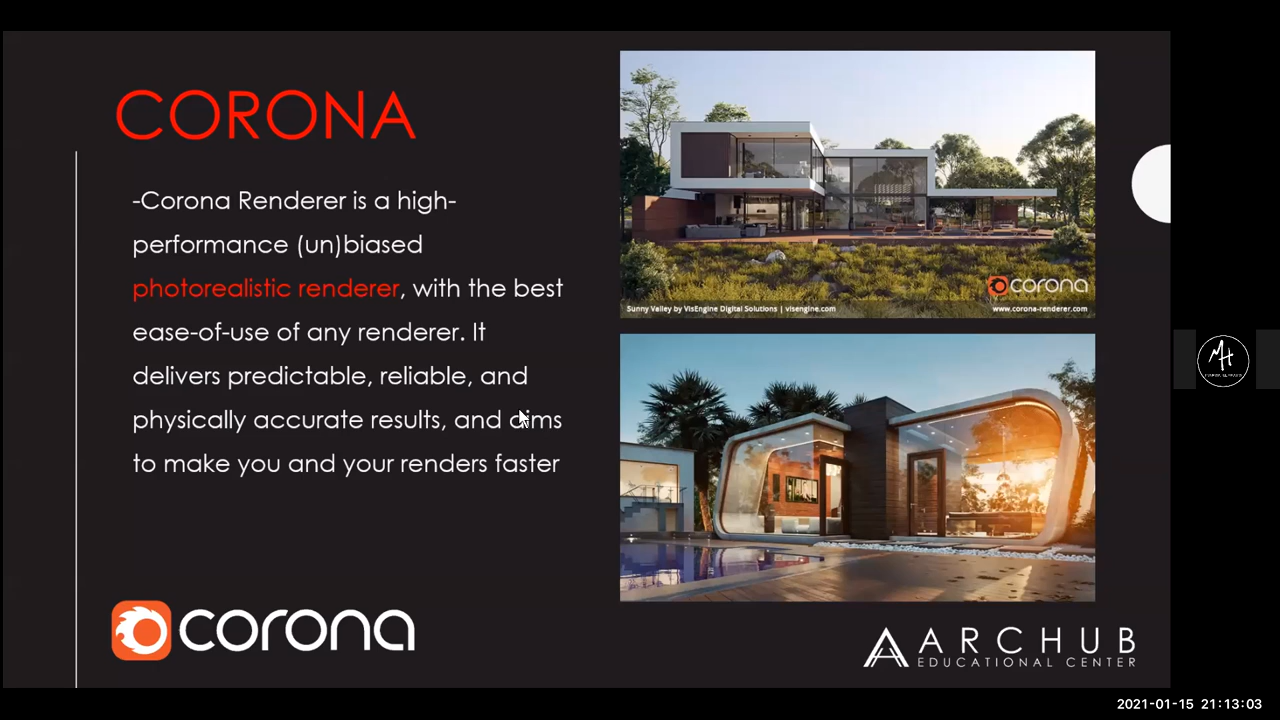 CORONA
-Corona Renderer is a high-
performance (un)biased
photorealistic renderer, with the best
ease-of-use of any renderer. It
delivers predictable, reliable, and
physically accurate results, and aims
to make you and your renders faster
corona
corona
Sunny Valley by VisEngine Digital Solutions | visengine.com
www.corona-renderer.com
ARCHUB
EDUCATIONAL CENTER
MH
2021-01-15 21:13:03